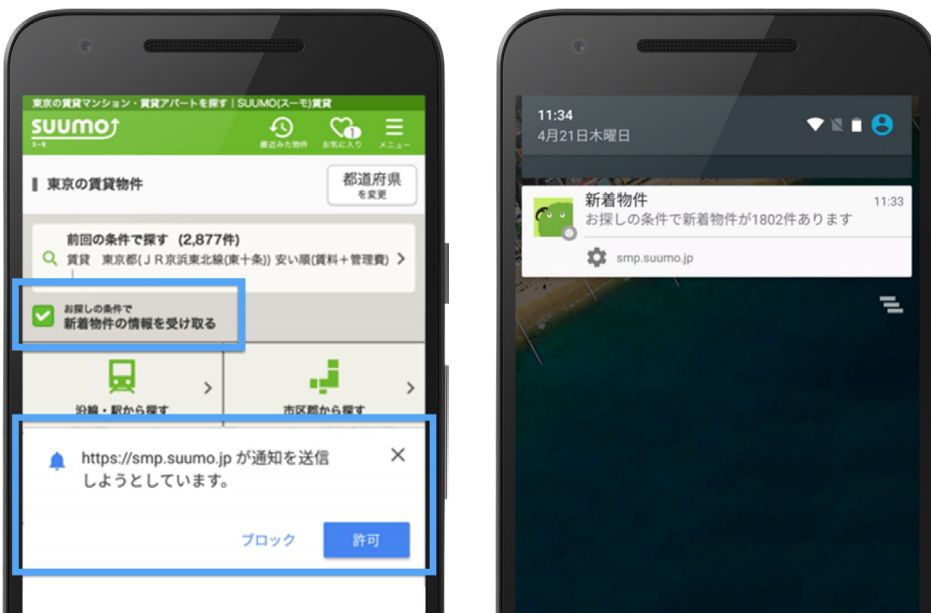 東京の賃貸マンション・賃貸アパートを探す | SUUMO(スーモ)賃貸
suumo
スーモ
最近みた物件
お気に入り
1
メニュー
東京の賃貸物件
都道府県
を変更
前回の条件で探す (2,877件)
賃貸 東京都(JR京浜東北線(東十条)) 安い順(賃料+管理費)
お探しの条件で
新着物件の情報を受け取る
沿線・駅から探す
市区郡から探す
https://smp.suumo.jp が通知を送信
しようとしています。
ブロック
許可
11:34
4月21日木曜日
新着物件
11:33
お探しの条件で新着物件が1802件あります
smp.suumo.jp